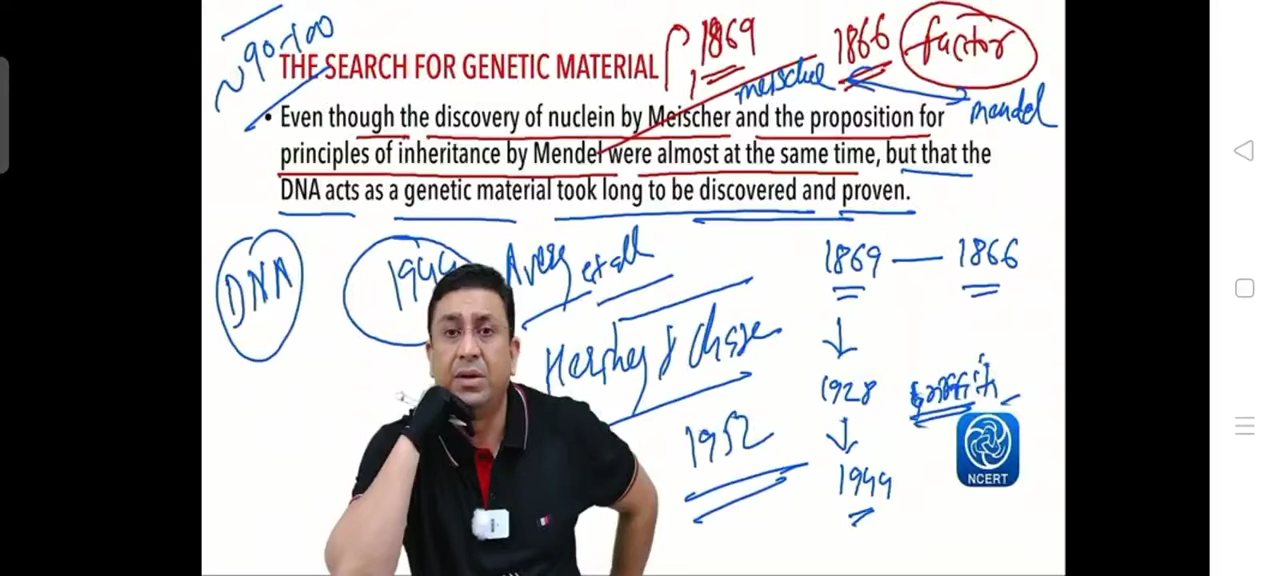 ~90-100
THE SEARCH FOR GENETIC MATERIAL
1869
1866
factor
meischer
mendel
• Even though the discovery of nuclein by Meischer and the proposition for
principles of inheritance by Mendel were almost at the same time, but that the
DNA acts as a genetic material took long to be discovered and proven.
DNA
1944
Avery
1869 — 1866
Hershey & Chase
1928
Griffith
1952
1944
NCERT